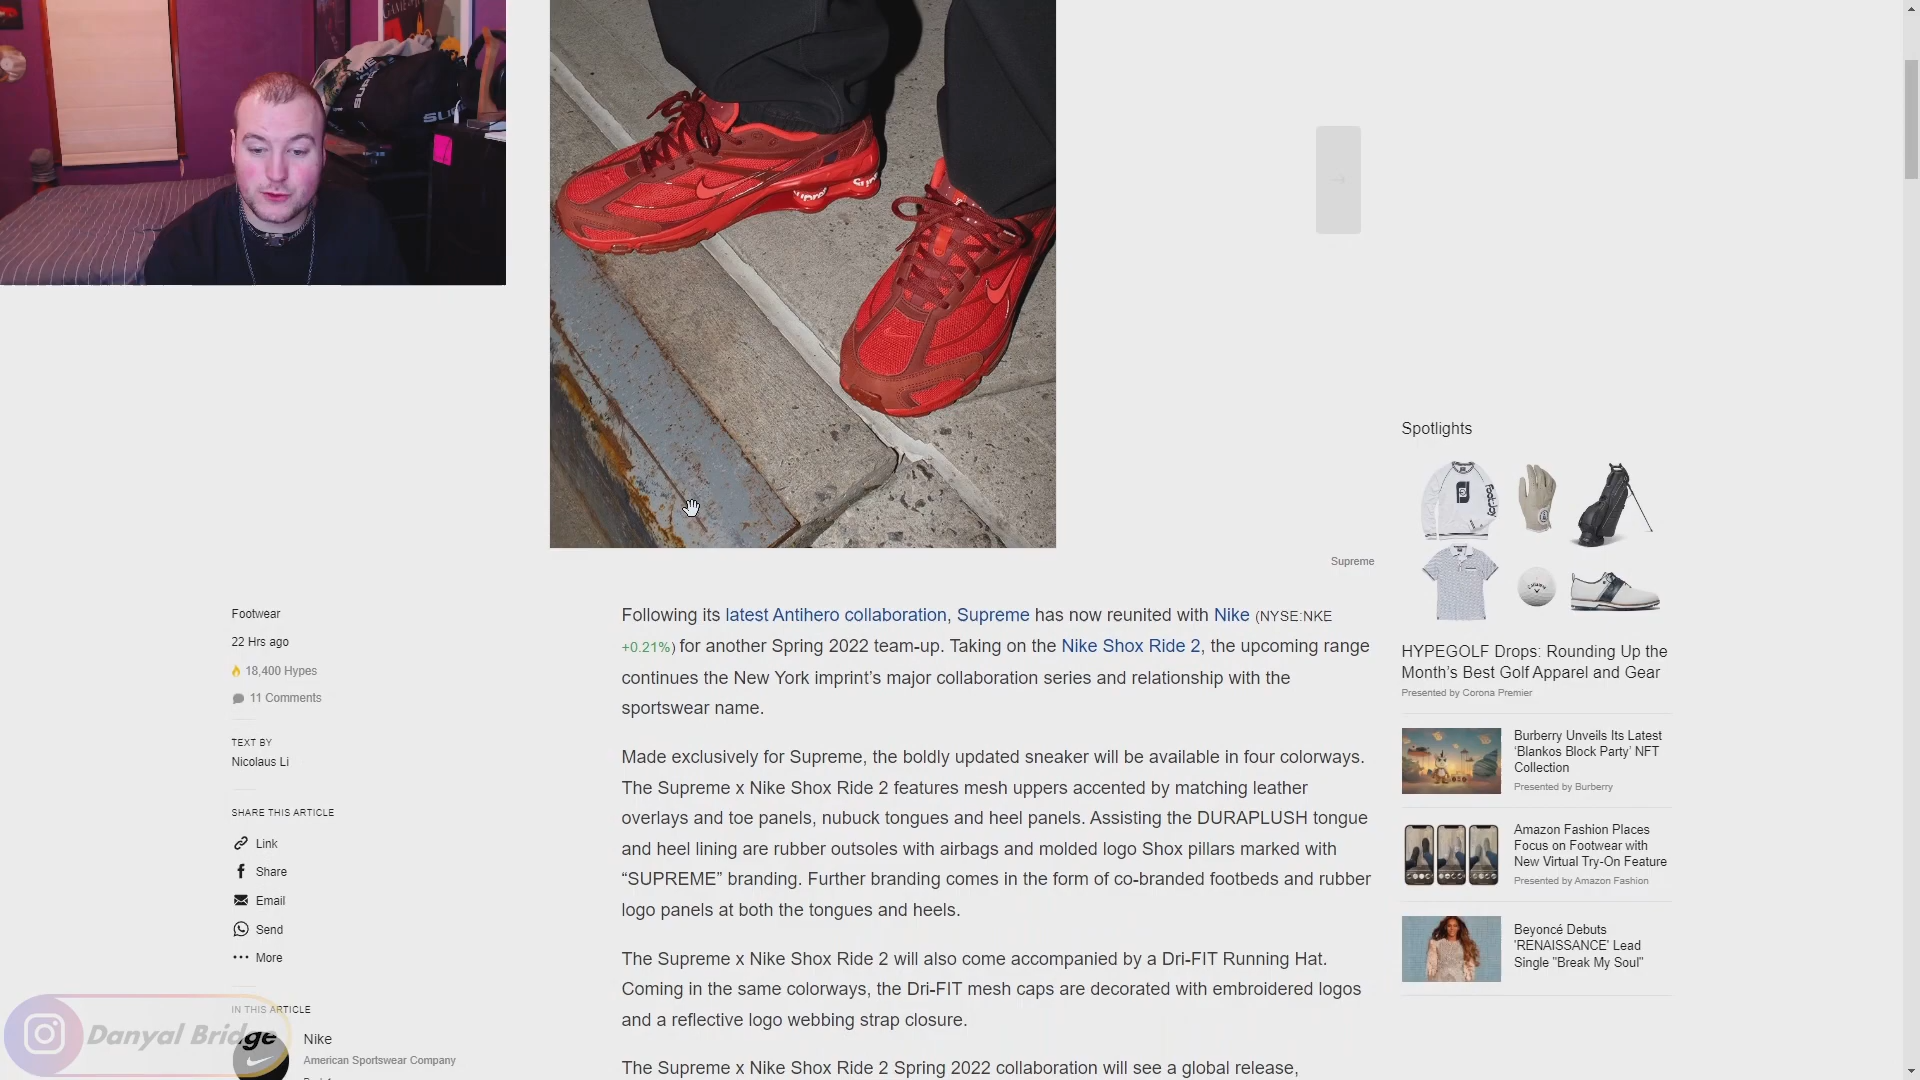 Supreme
Footwear
22 Hrs ago
18,400 Hypes
11 Comments
TEXT BY
Nicolaus Li
SHARE THIS ARTICLE
Link
Share
Email
Send
More
IN THIS ARTICLE
Nike
American Sportswear Company
Danyal Bridge
Following its latest Antihero collaboration, Supreme has now reunited with Nike (NYSE:NKE
+0.21%) for another Spring 2022 team-up. Taking on the Nike Shox Ride 2, the upcoming range
continues the New York imprint’s major collaboration series and relationship with the
sportswear name.
Made exclusively for Supreme, the boldly updated sneaker will be available in four colorways.
The Supreme x Nike Shox Ride 2 features mesh uppers accented by matching leather
overlays and toe panels, nubuck tongues and heel panels. Assisting the DURAPLUSH tongue
and heel lining are rubber outsoles with airbags and molded logo Shox pillars marked with
“SUPREME” branding. Further branding comes in the form of co-branded footbeds and rubber
logo panels at both the tongues and heels.
The Supreme x Nike Shox Ride 2 will also come accompanied by a Dri-FIT Running Hat.
Coming in the same colorways, the Dri-FIT mesh caps are decorated with embroidered logos
and a reflective logo webbing strap closure.
The Supreme x Nike Shox Ride 2 Spring 2022 collaboration will see a global release,
Spotlights
HYPEGOLF Drops: Rounding Up the
Month’s Best Golf Apparel and Gear
Presented by Corona Premier
Burberry Unveils Its Latest
‘Blankos Block Party’ NFT
Collection
Presented by Burberry
Amazon Fashion Places
Focus on Footwear with
New Virtual Try-On Feature
Presented by Amazon Fashion
Beyoncé Debuts
'RENAISSANCE' Lead
Single "Break My Soul"